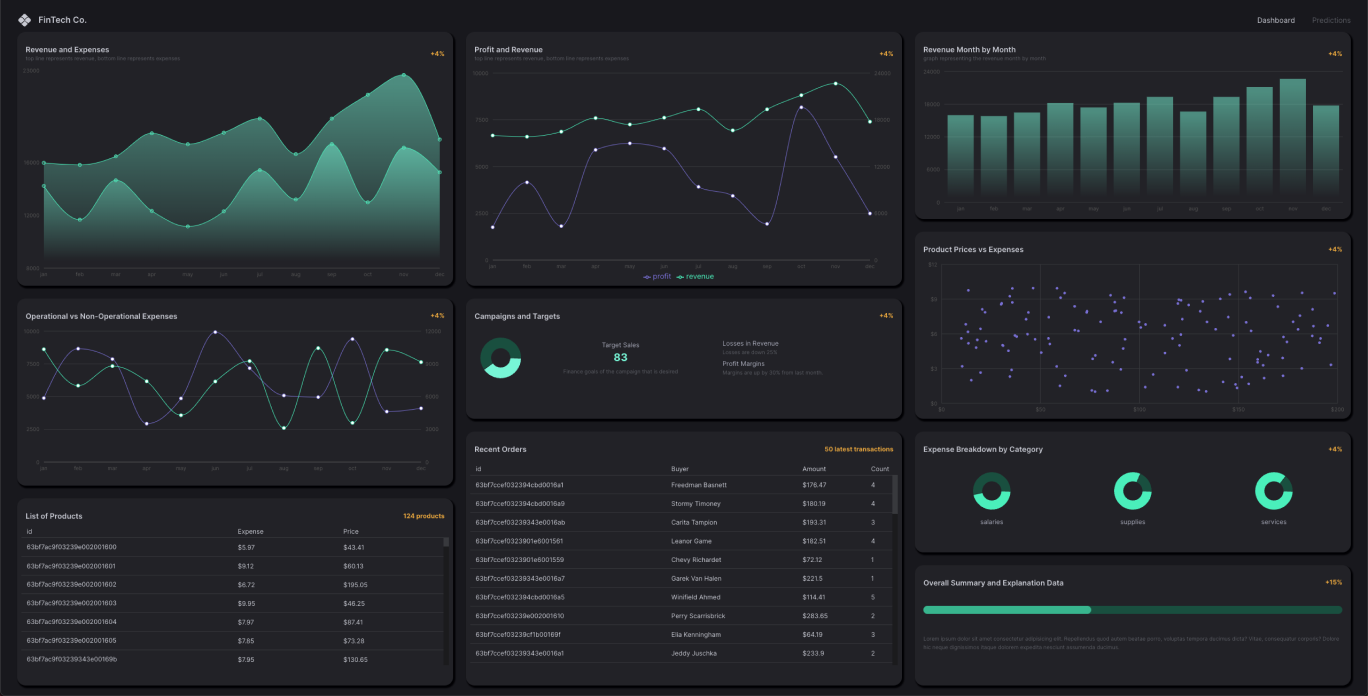 FinTech Co.
Dashboard
Predictions
Revenue and Expenses
+4%
top line represents revenue, bottom line represents expenses
23000
16000
12000
8000
jan feb mar apr may jun jul aug sep oct nov dec
Profit and Revenue
+4%
top line represents revenue, bottom line represents expenses
10000 24000
7500 18000
5000 12000
2500 6000
0 0
jan feb mar apr may jun jul aug sep oct nov dec
profit revenue
Revenue Month by Month
+4%
graph representing the revenue month by month
24000
18000
12000
6000
0
jan feb mar apr may jun jul aug sep oct nov dec
Operational vs Non-Operational Expenses
+4%
10000 12000
7500 9000
5000 6000
2500 3000
0 0
jan feb mar apr may jun jul aug sep oct nov dec
Campaigns and Targets
+4%
Target Sales
83
Finance goals of the campaign that is desired
Losses in Revenue
Losses are down 25%
Profit Margins
Margins are up by 30% from last month.
Product Prices vs Expenses
+4%
$12
$9
$6
$3
$0
$0 $50 $100 $150 $200
List of Products
124 products
id Expense Price
63bf7ac9f03239e002001600 $5.97 $43.41
63bf7ac9f03239e002001601 $9.12 $60.13
63bf7ac9f03239e002001602 $6.72 $195.05
63bf7ac9f03239e002001603 $9.95 $46.25
63bf7ac9f03239e002001604 $7.97 $87.41
63bf7ac9f03239e002001605 $7.85 $73.28
63bf7ac9f03239343e00169b $7.95 $130.65
Recent Orders
50 latest transactions
id Buyer Amount Count
63bf7ccef032394cbd0016a1 Freedman Basnett $176.47 4
63bf7ccef032394cbd0016a9 Stormy Timoney $180.19 4
63bf7ccef03239343e0016ab Carita Tampion $193.31 3
63bf7ccef0323901e6001561 Leanor Game $182.51 4
63bf7ccef0323901e6001559 Chevy Richardet $72.12 1
63bf7ccef03239343e0016a7 Garek Van Halen $221.5 1
63bf7ccef032394cbd0016a5 Winifield Ahmed $114.41 5
63bf7ccef03239e002001610 Perry Scarrisbrick $283.65 2
63bf7ccef03239cf1b00169f Ella Kenningham $64.19 3
63bf7ccef03239343e0016a1 Jeddy Juschka $233.9 2
Expense Breakdown by Category
+4%
salaries supplies services
Overall Summary and Explanation Data
+15%
Lorem ipsum dolor sit amet consectetur adipisicing elit. Repellendus quod autem beatae porro, voluptas tempora ducimus dicta? Vitae, consequatur corporis? Dolore.
hic neque dignissimos itaque dolorem expedita nesciunt assumenda ducimus.